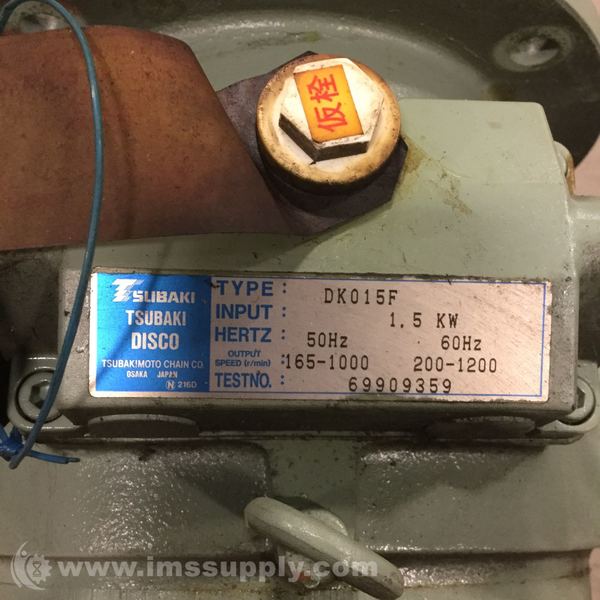 仮栓
TSUBAKI
TSUBAKI
DISCO
TSUBAKIMOTO CHAIN CO.
OSAKA JAPAN
N 216D
TYPE : DK015F
INPUT : 1.5 KW
HERTZ : 50Hz 60Hz
OUTPUT SPEED (r/min) : 165-1000 200-1200
TESTNO. : 69909359
www.imssupply.com